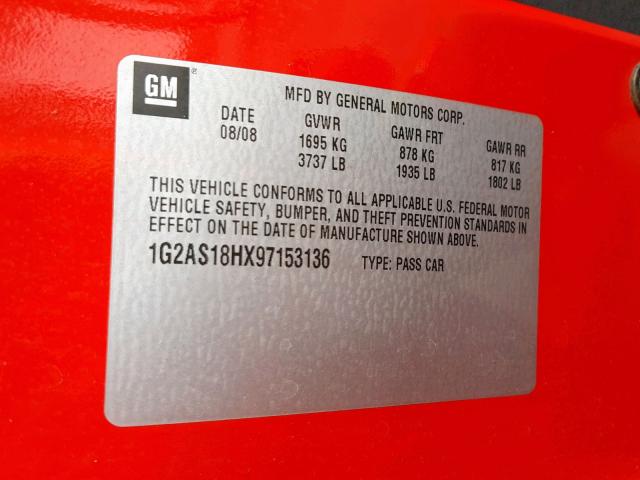 GM ®
MFD BY GENERAL MOTORS CORP.
DATE GVWR GAWR FRT GAWR RR
08/08 1695 KG 878 KG 817 KG
3737 LB 1935 LB 1802 LB
THIS VEHICLE CONFORMS TO ALL APPLICABLE U.S. FEDERAL MOTOR
VEHICLE SAFETY, BUMPER, AND THEFT PREVENTION STANDARDS IN
EFFECT ON THE DATE OF MANUFACTURE SHOWN ABOVE.
1G2AS18HX97153136 TYPE: PASS CAR